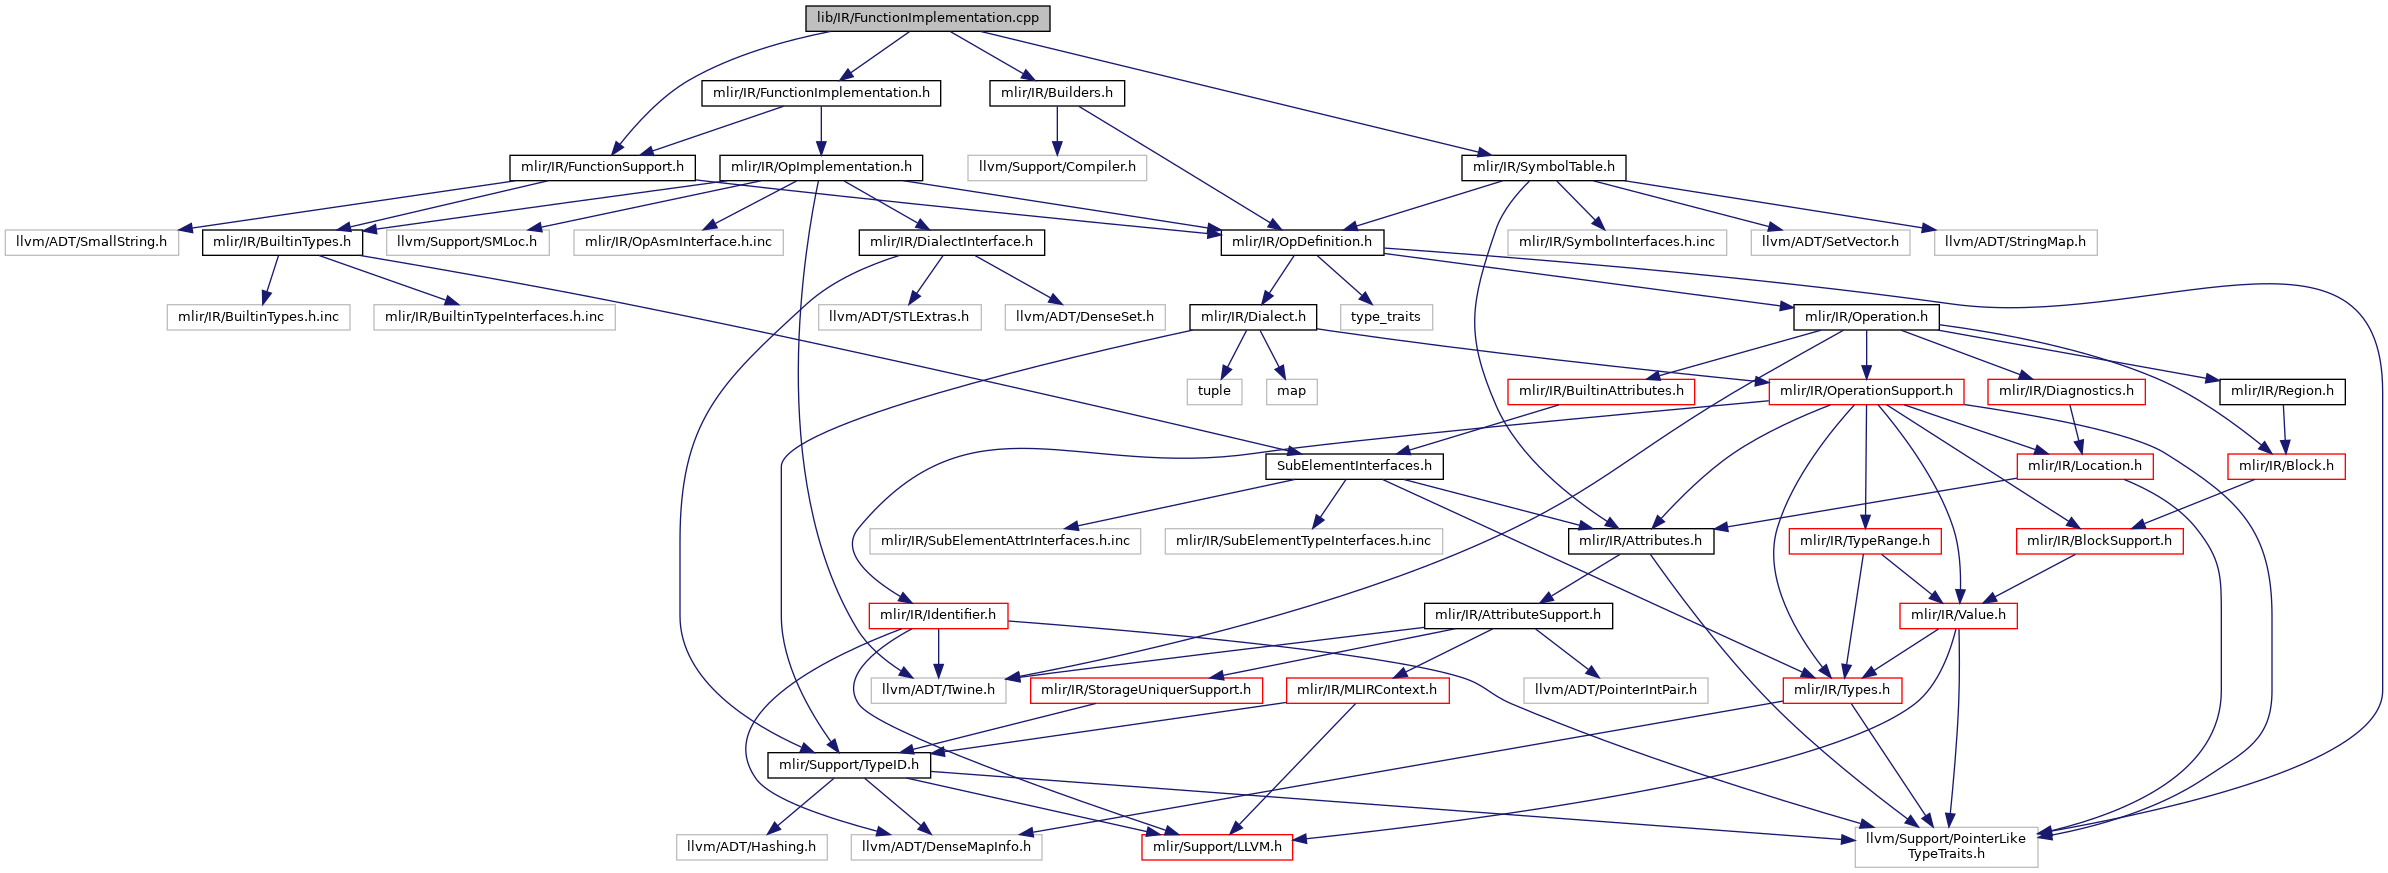 lib/IR/FunctionImplementation.cpp
mlir/IR/FunctionImplementation.h
mlir/IR/Builders.h
mlir/IR/FunctionSupport.h
mlir/IR/OpImplementation.h
llvm/Support/Compiler.h
mlir/IR/SymbolTable.h
llvm/ADT/SmallString.h
mlir/IR/BuiltinTypes.h
llvm/Support/SMLoc.h
mlir/IR/OpAsmInterface.h.inc
mlir/IR/DialectInterface.h
mlir/IR/OpDefinition.h
mlir/IR/SymbolInterfaces.h.inc
llvm/ADT/SetVector.h
llvm/ADT/StringMap.h
mlir/IR/BuiltinTypes.h.inc
mlir/IR/BuiltinTypeInterfaces.h.inc
llvm/ADT/STLExtras.h
llvm/ADT/DenseSet.h
mlir/IR/Dialect.h
type_traits
mlir/IR/Operation.h
tuple
map
mlir/IR/BuiltinAttributes.h
mlir/IR/OperationSupport.h
mlir/IR/Diagnostics.h
mlir/IR/Region.h
SubElementInterfaces.h
mlir/IR/Location.h
mlir/IR/Block.h
mlir/IR/SubElementAttrInterfaces.h.inc
mlir/IR/SubElementTypeInterfaces.h.inc
mlir/IR/Attributes.h
mlir/IR/TypeRange.h
mlir/IR/BlockSupport.h
mlir/IR/Identifier.h
mlir/IR/AttributeSupport.h
mlir/IR/Value.h
llvm/ADT/Twine.h
mlir/IR/StorageUniquerSupport.h
mlir/IR/MLIRContext.h
llvm/ADT/PointerIntPair.h
mlir/IR/Types.h
mlir/Support/TypeID.h
llvm/ADT/Hashing.h
llvm/ADT/DenseMapInfo.h
mlir/Support/LLVM.h
llvm/Support/PointerLike
TypeTraits.h